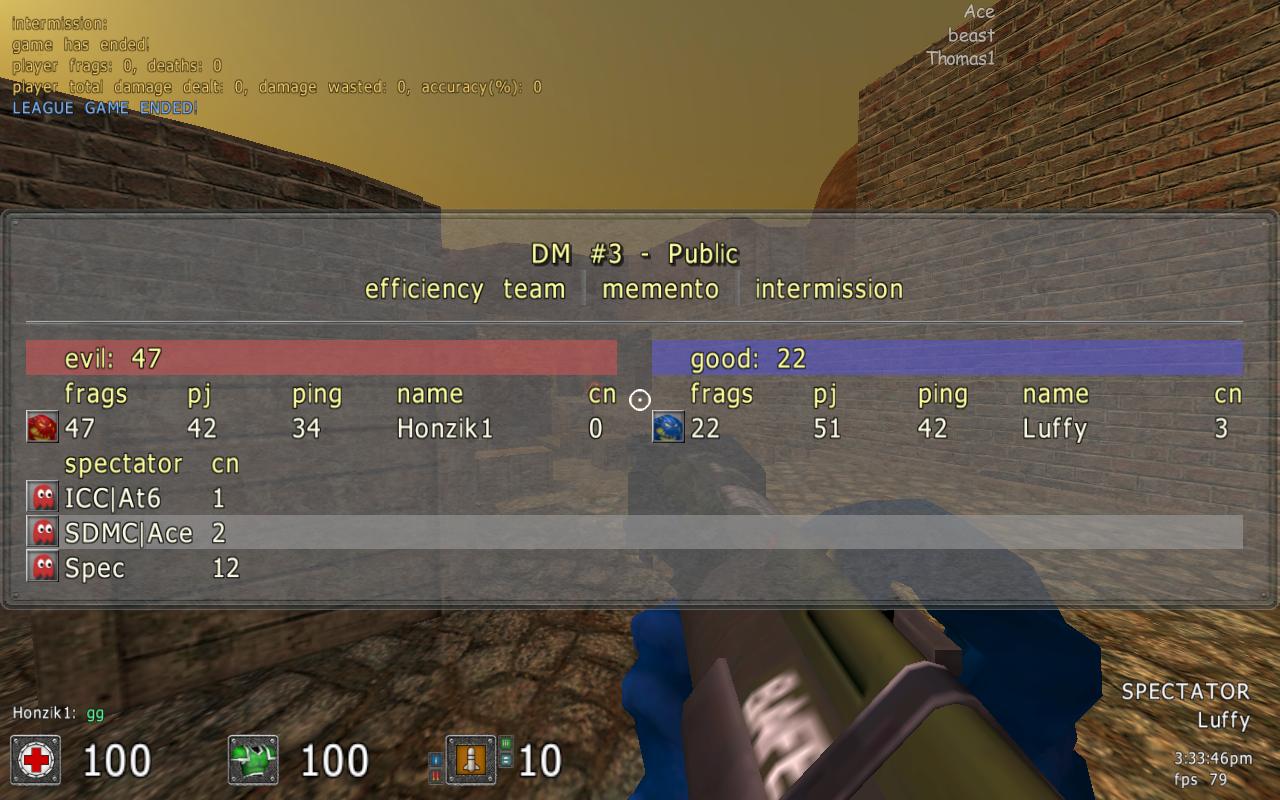 intermission:
game has ended!
player frags: 0, deaths: 0
player total damage dealt: 0, damage wasted: 0, accuracy(%): 0
LEAGUE GAME ENDED!
Ace
beast
Thomas1
DM #3 - Public
efficiency team memento intermission
evil: 47
frags pj ping name cn
47 42 34 Honzik1 0
good: 22
frags pj ping name cn
22 51 42 Luffy 3
spectator cn
ICC|At6 1
SDMC|Ace 2
Spec 12
Honzik1: gg
100 100 10
SPECTATOR
Luffy
3:33:46pm
fps 79